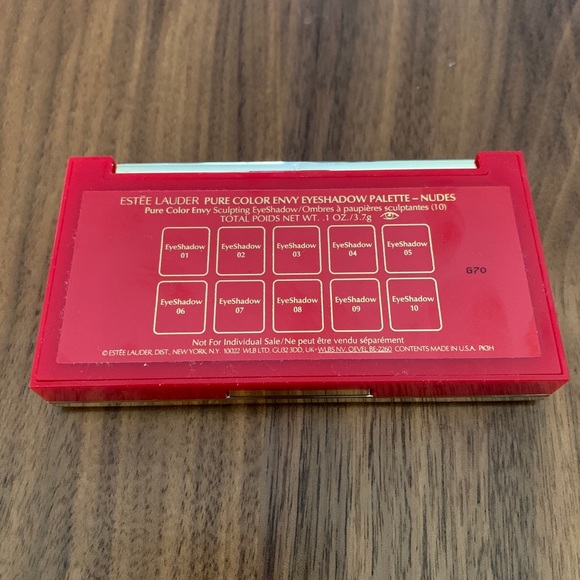 ESTĒE LAUDER PURE COLOR ENVY EYESHADOW PALETTE – NUDES
Pure Color Envy Sculpting EyeShadow/Ombres à paupières sculptantes (10)
TOTAL POIDS NET WT. .1 OZ./3.7g
EyeShadow 01
EyeShadow 02
EyeShadow 03
EyeShadow 04
EyeShadow 05
G70
EyeShadow 06
EyeShadow 07
EyeShadow 08
EyeShadow 09
EyeShadow 10
Not For Individual Sale/Ne peut être vendu séparément
© ESTĒE LAUDER, DIST., NEW YORK, N.Y. 10022 WLB LTD. GU32 3DD, UK • WLBS NV, OEVEL BE-2260 CONTENTS MADE IN U.S.A.